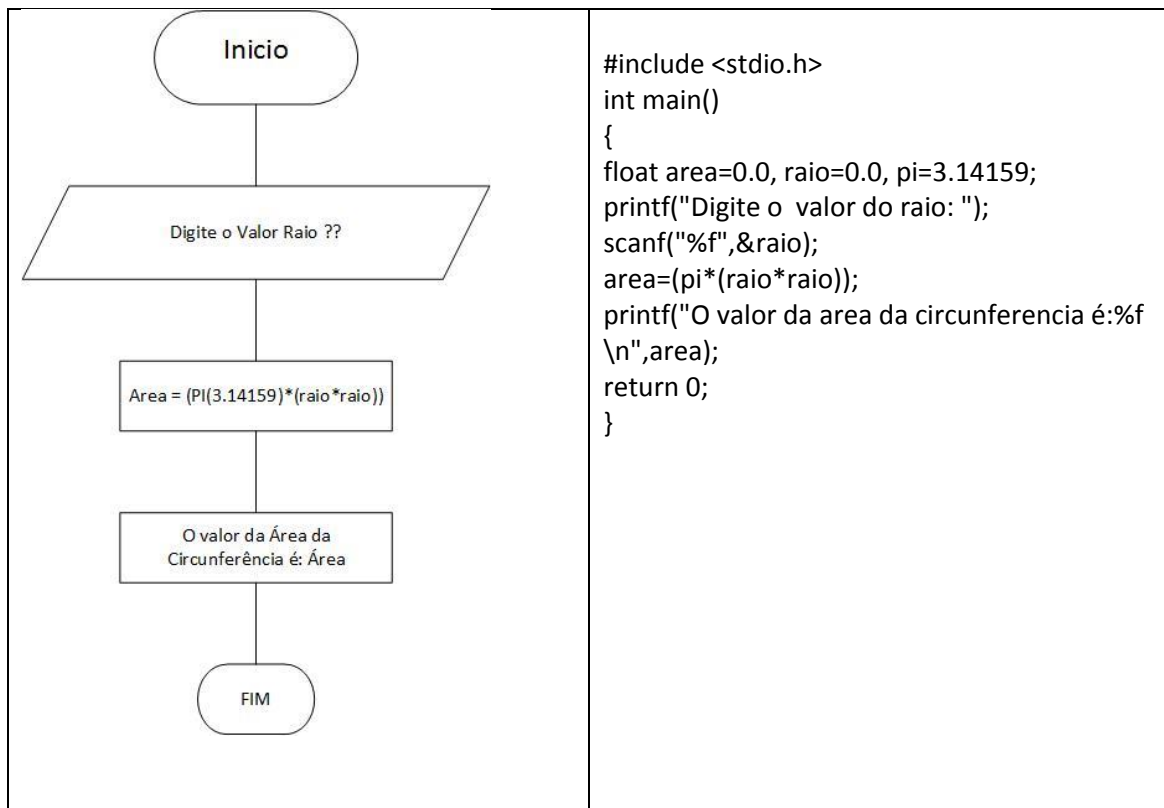 Inicio
Digite o Valor Raio ??
Area = (PI(3.14159)*(raio*raio))
O valor da Área da
Circunferência é: Área
FIM
#include <stdio.h>
int main()
{
float area=0.0, raio=0.0, pi=3.14159;
printf("Digite o  valor do raio: ");
scanf("%f",&raio);
area=(pi*(raio*raio));
printf("O valor da area da circunferencia é:%f
\n",area);
return 0;
}